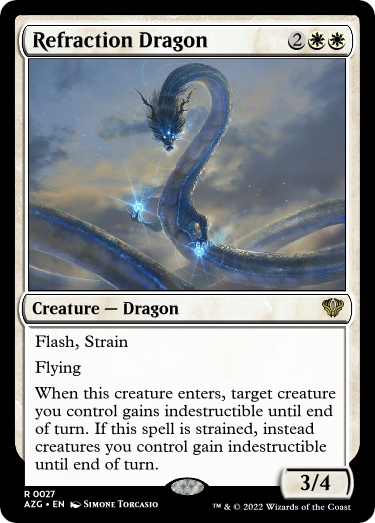 Refraction Dragon 2
Creature — Dragon
Flash, Strain
Flying
When this creature enters, target creature
you control gains indestructible until end
of turn. If this spell is strained, instead
creatures you control gain indestructible
until end of turn.
3/4
R 0027
AZG • EN Simone Torcasio
™ & © 2022 Wizards of the Coast